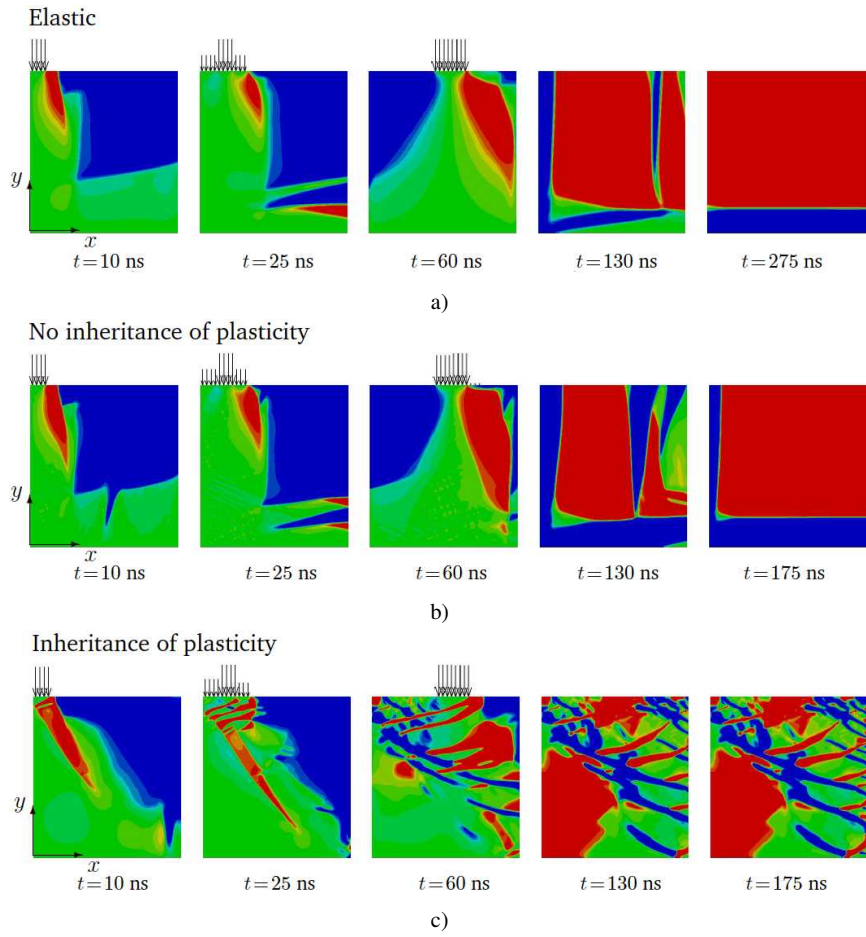 Elastic
y
x
t=10 ns t=25 ns t=60 ns t=130 ns t=275 ns
a)
No inheritance of plasticity
y
x
t=10 ns t=25 ns t=60 ns t=130 ns t=175 ns
b)
Inheritance of plasticity
y
x
t=10 ns t=25 ns t=60 ns t=130 ns t=175 ns
c)